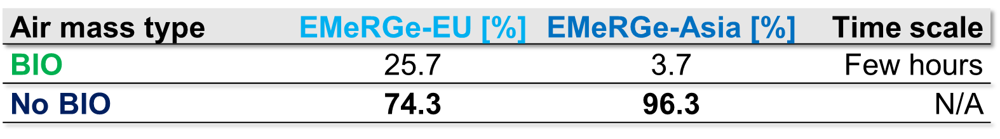 Air mass type EMeRGe-EU [%] EMeRGe-Asia [%] Time scale
BIO 25.7 3.7 Few hours
No BIO 74.3 96.3 N/A